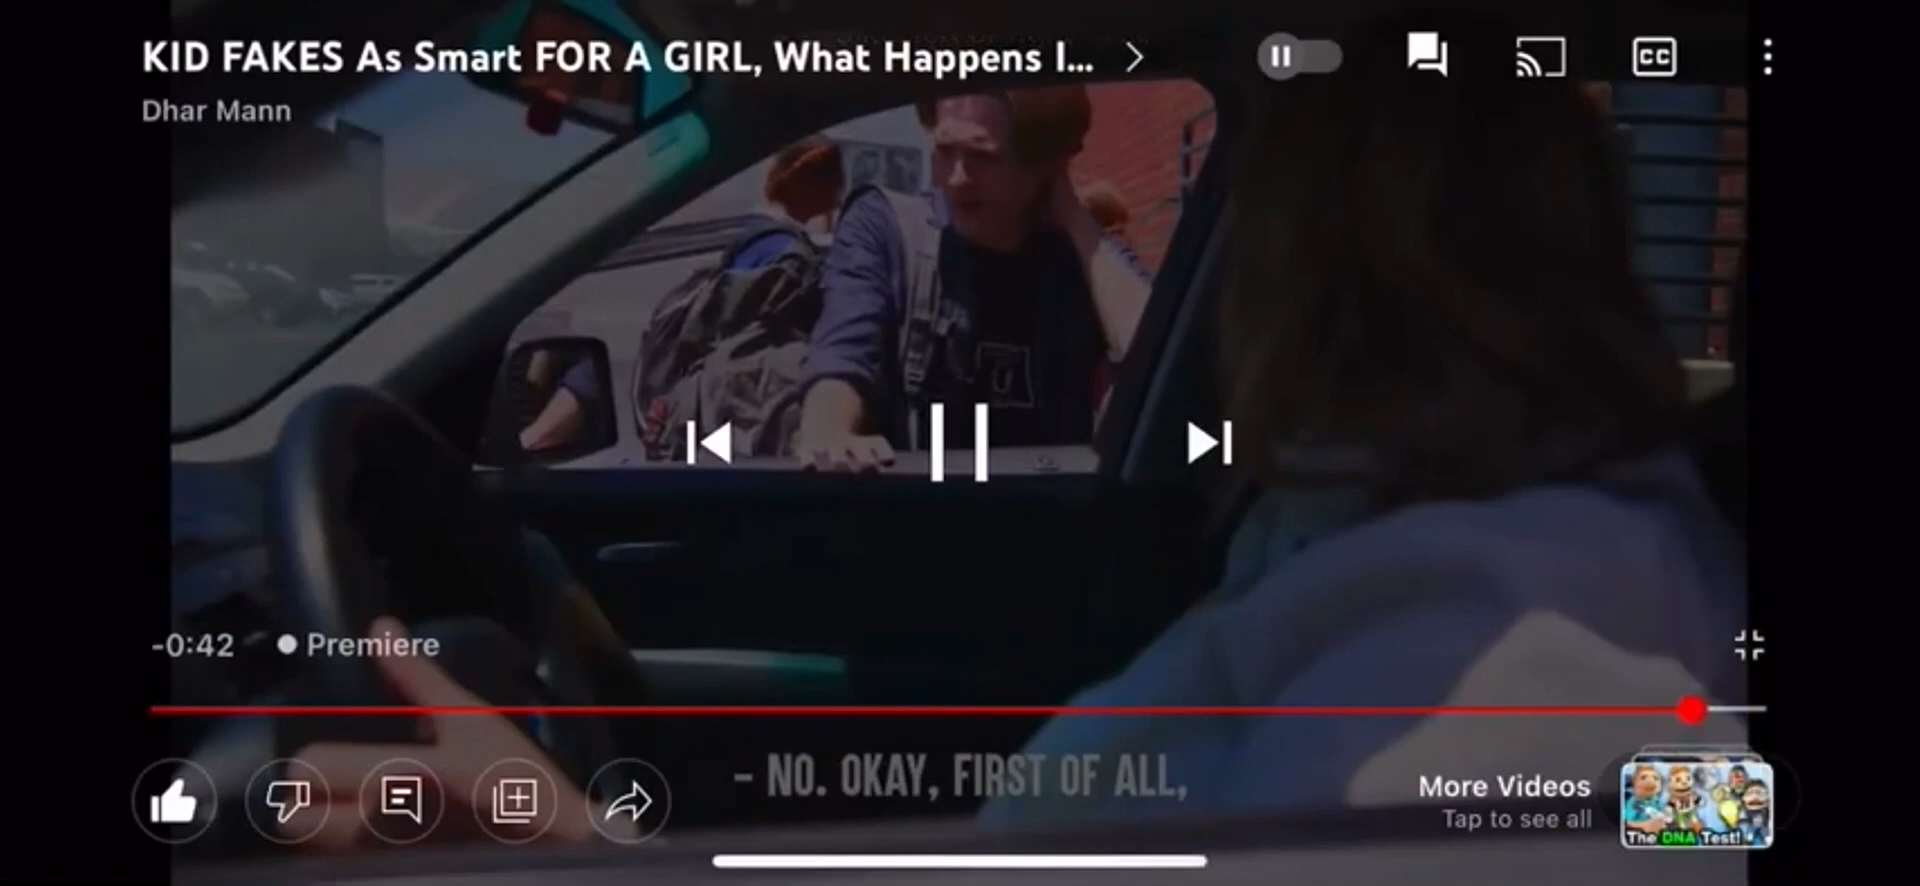 KID FAKES As Smart FOR A GIRL, What Happens I...
Dhar Mann
CC
-0:42 ● Premiere
– NO. OKAY, FIRST OF ALL,
More Videos
Tap to see all
The DNA Test!